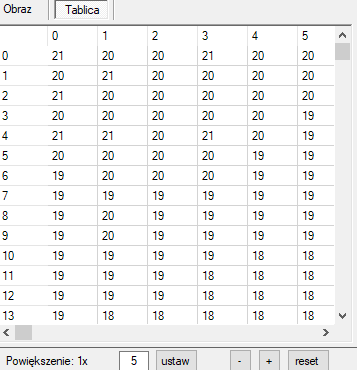 Obraz Tablica
0 1 2 3 4 5
0 21 20 20 21 20 20
1 20 21 20 20 20 20
2 21 20 20 20 20 20
3 20 20 20 20 20 19
4 21 21 20 21 20 19
5 20 20 20 20 19 19
6 19 20 20 20 19 19
7 19 19 19 19 19 19
8 19 20 19 19 19 19
9 19 20 19 19 19 19
10 19 19 19 19 18 18
11 19 19 19 18 18 18
12 19 19 19 18 18 18
13 19 18 18 18 18 18
Powiększenie: 1x 5 ustaw - + reset